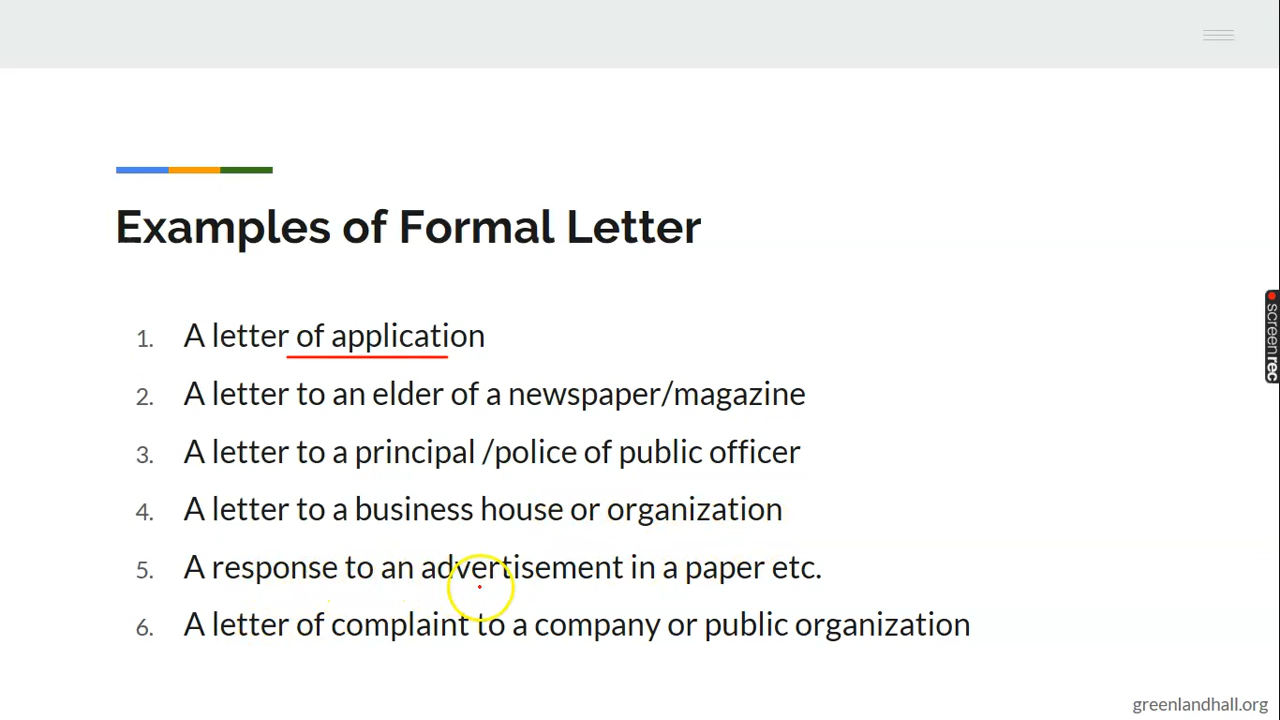 Examples of Formal Letter
1. A letter of application
2. A letter to an elder of a newspaper/magazine
3. A letter to a principal /police of public officer
4. A letter to a business house or organization
5. A response to an advertisement in a paper etc.
6. A letter of complaint to a company or public organization
screenrec
greenlandhall.org